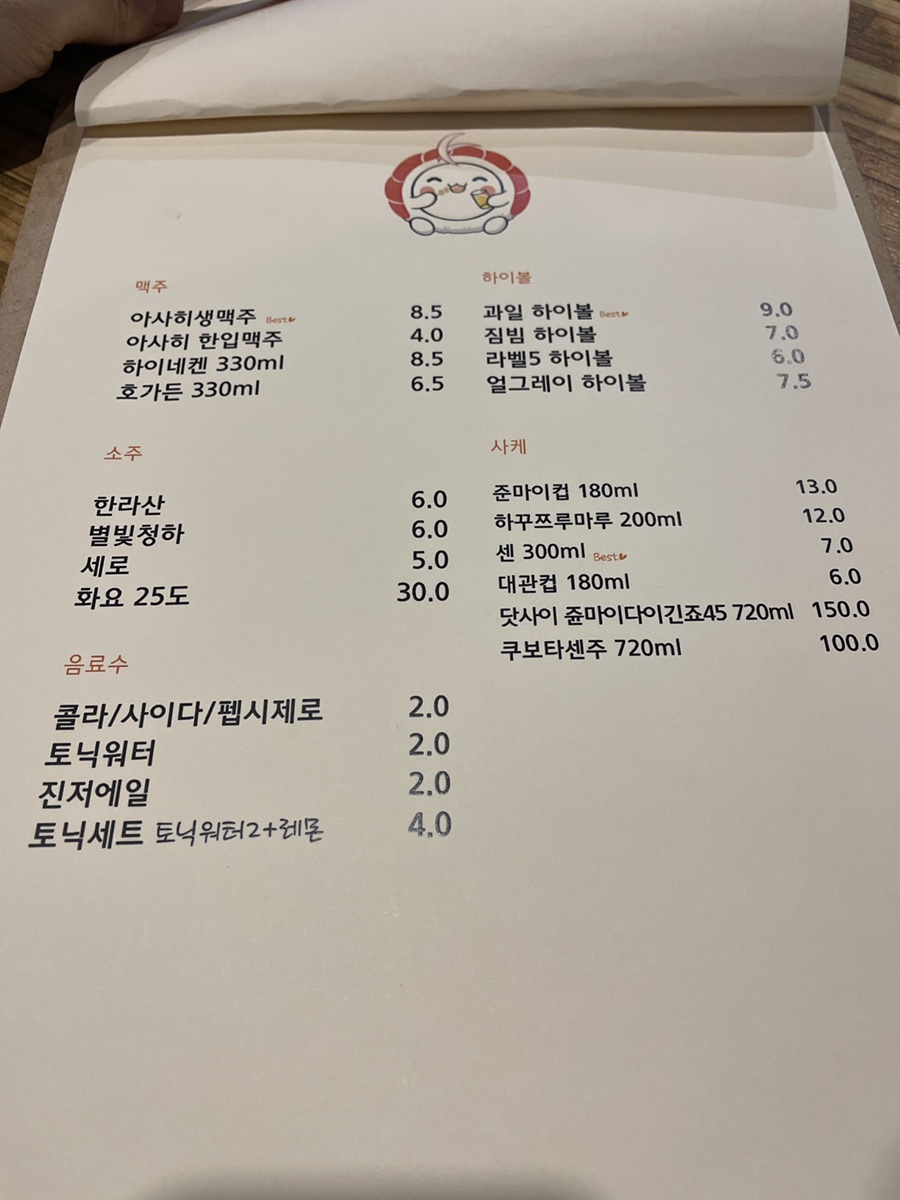 맥주
아사히생맥주 Best 8.5
아사히 한입맥주 4.0
하이네켄 330ml 8.5
호가든 330ml 6.5
하이볼
과일 하이볼 Best 9.0
짐빔 하이볼 7.0
라벨5 하이볼 6.0
얼그레이 하이볼 7.5
소주
한라산 6.0
별빛청하 6.0
세로 5.0
화요 25도 30.0
사케
준마이컵 180ml 13.0
하꾸쯔루마루 200ml 12.0
센 300ml Best 7.0
대관컵 180ml 6.0
닷사이 쥰마이다이긴죠45 720ml 150.0
쿠보타센주 720ml 100.0
음료수
콜라/사이다/펩시제로 2.0
토닉워터 2.0
진저에일 2.0
토닉세트 토닉워터2+레몬 4.0